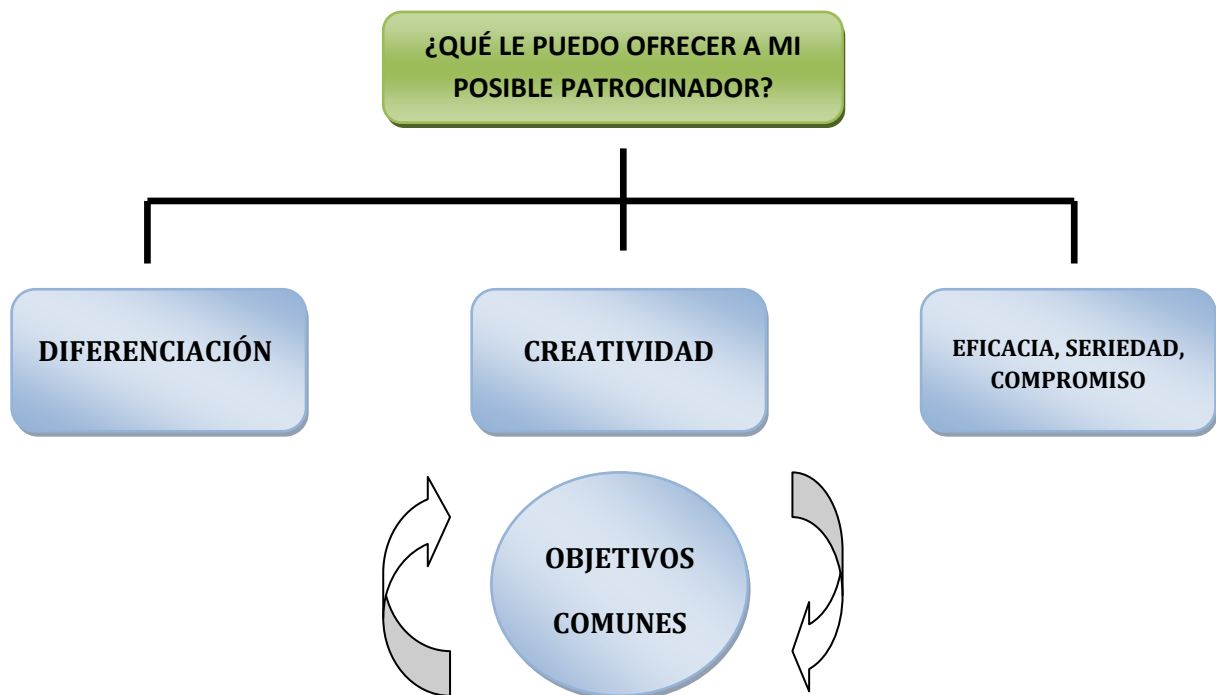 ¿QUÉ LE PUEDO OFRECER A MI
POSIBLE PATROCINADOR?
DIFERENCIACIÓN
CREATIVIDAD
EFICACIA, SERIEDAD,
COMPROMISO
OBJETIVOS
COMUNES